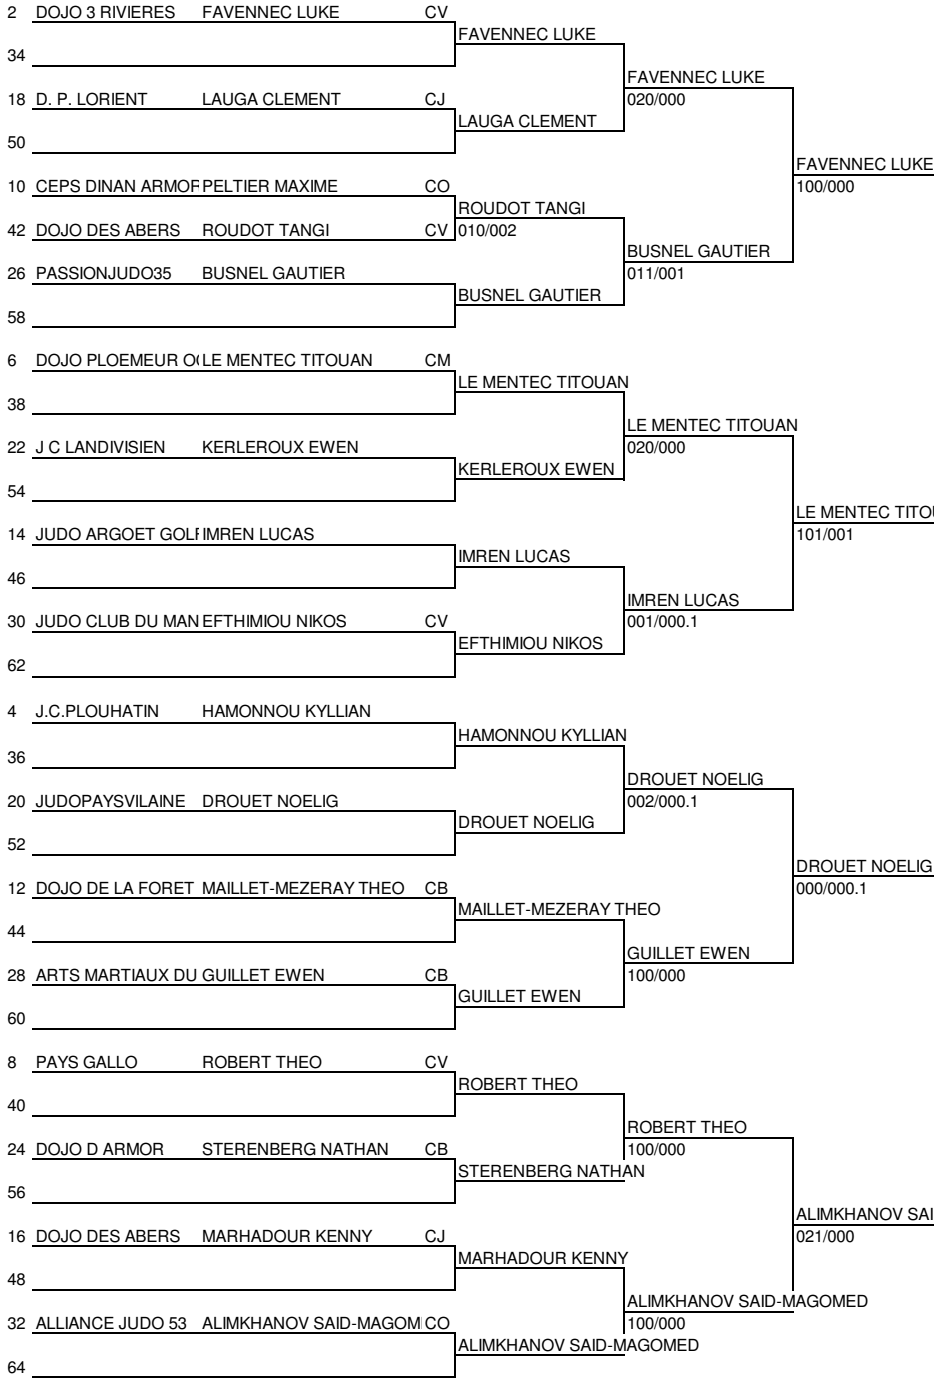 2 DOJO 3 RIVIERES FAVENNEC LUKE CV
FAVENNEC LUKE
34
FAVENNEC LUKE
18 D. P. LORIENT LAUGA CLEMENT CJ
020/000
LAUGA CLEMENT
50
FAVENNEC LUKE
10 CEPS DINAN ARMOR PELTIER MAXIME CO
100/000
ROUDOT TANGI
42 DOJO DES ABERS ROUDOT TANGI CV
010/002
BUSNEL GAUTIER
26 PASSIONJUDO35 BUSNEL GAUTIER
011/001
BUSNEL GAUTIER
58
6 DOJO PLOEMEUR O LE MENTEC TITOUAN CM
LE MENTEC TITOUAN
38
LE MENTEC TITOUAN
22 J C LANDIVISIEN KERLEROUX EWEN
020/000
KERLEROUX EWEN
54
LE MENTEC TITO
14 JUDO ARGOET GOLF IMREN LUCAS
101/001
IMREN LUCAS
46
IMREN LUCAS
30 JUDO CLUB DU MAN EFTHIMIOU NIKOS CV
001/000.1
EFTHIMIOU NIKOS
62
4 J.C.PLOUHATIN HAMONNOU KYLLIAN
HAMONNOU KYLLIAN
36
DROUET NOELIG
20 JUDOPAYSVILAINE DROUET NOELIG
002/000.1
DROUET NOELIG
52
DROUET NOELIG
12 DOJO DE LA FORET MAILLET-MEZERAY THEO CB
000/000.1
MAILLET-MEZERAY THEO
44
GUILLET EWEN
28 ARTS MARTIAUX DU GUILLET EWEN CB
100/000
GUILLET EWEN
60
8 PAYS GALLO ROBERT THEO CV
ROBERT THEO
40
ROBERT THEO
24 DOJO D ARMOR STERENBERG NATHAN CB
100/000
STERENBERG NATHAN
56
ALIMKHANOV SAI
16 DOJO DES ABERS MARHADOUR KENNY CJ
021/000
MARHADOUR KENNY
48
ALIMKHANOV SAID-MAGOMED
32 ALLIANCE JUDO 53 ALIMKHANOV SAID-MAGOM CO
100/000
ALIMKHANOV SAID-MAGOMED
64